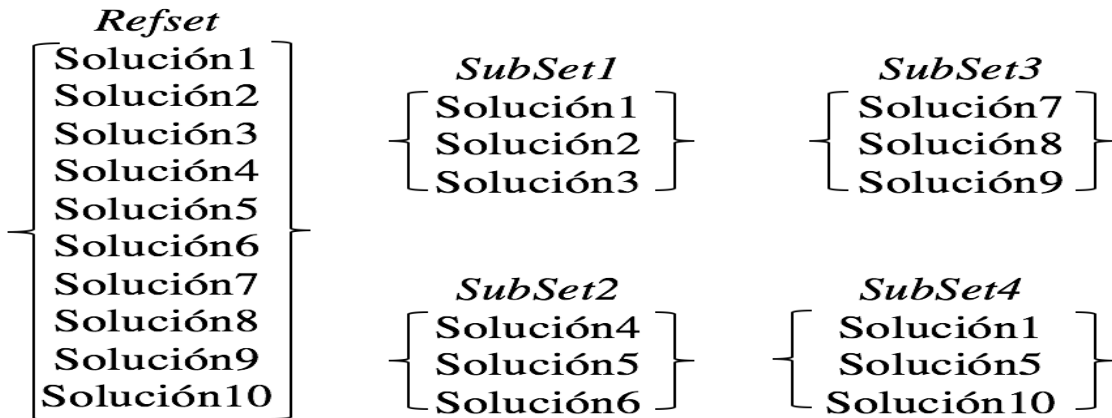 Refset
Solución1
Solución2
Solución3
Solución4
Solución5
Solución6
Solución7
Solución8
Solución9
Solución10
SubSet1
Solución1
Solución2
Solución3
SubSet2
Solución4
Solución5
Solución6
SubSet3
Solución7
Solución8
Solución9
SubSet4
Solución1
Solución5
Solución10